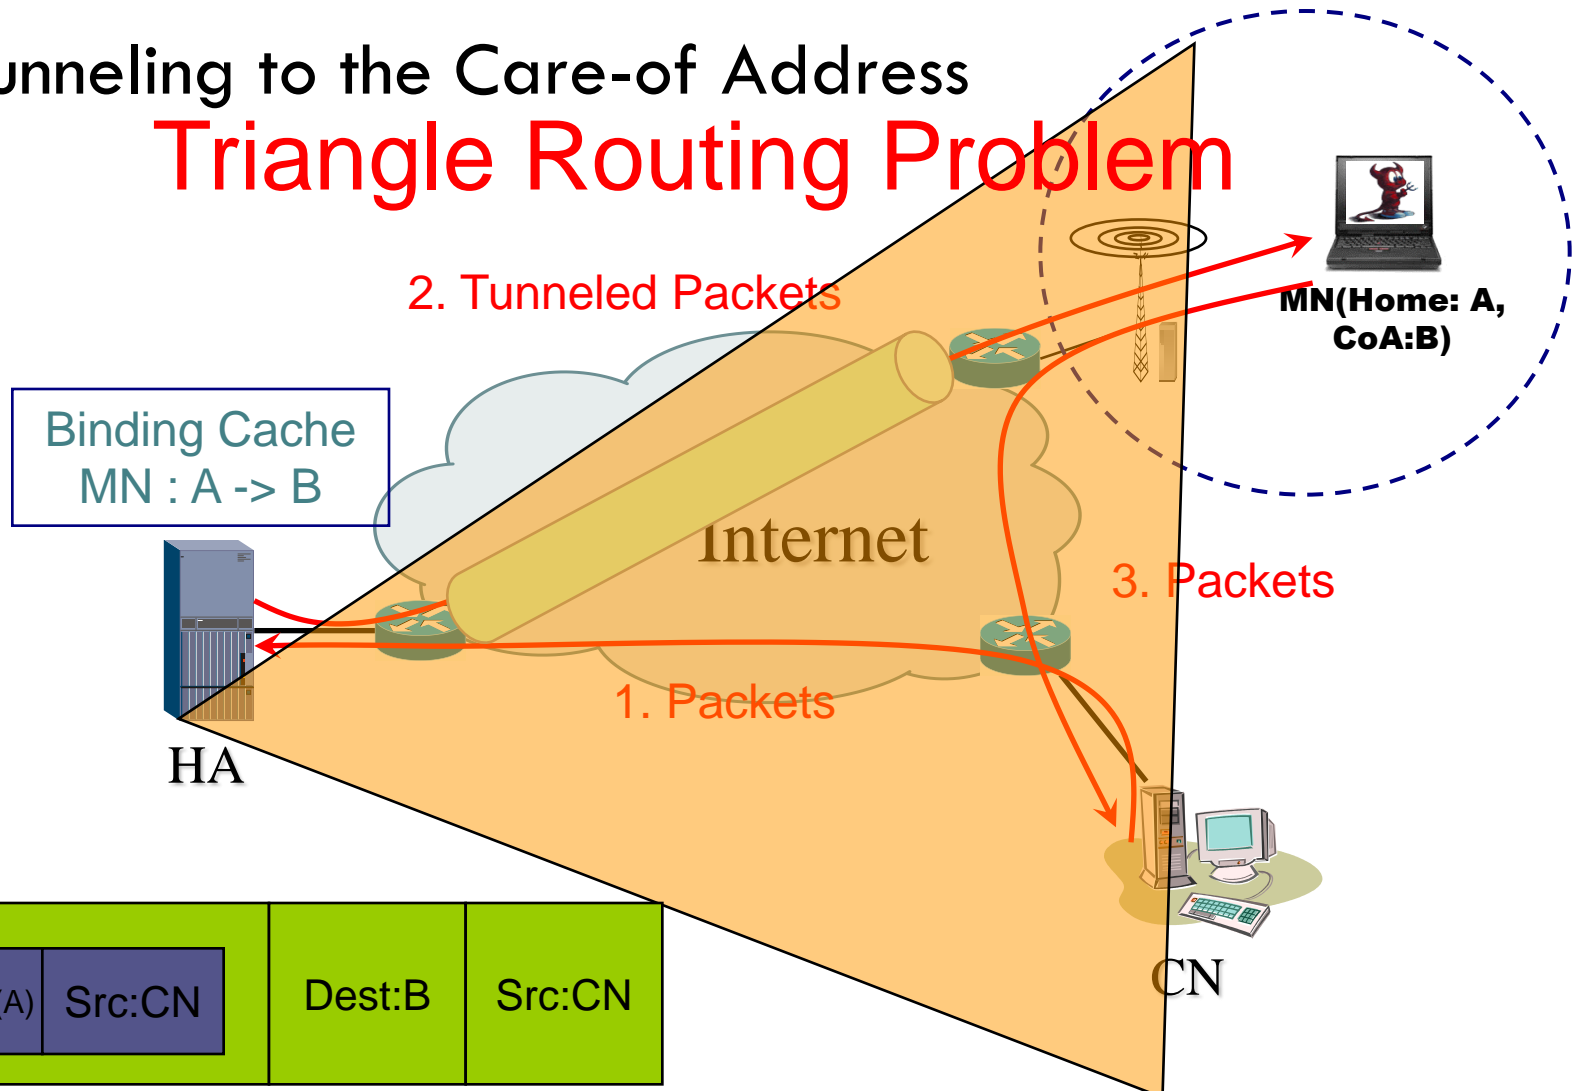 unneling to the Care-of Address
Triangle Routing Problem
2. Tunneled Packets
MN(Home: A,
CoA:B)
Binding Cache
MN : A -> B
Internet
3. Packets
1. Packets
HA
CN
(A)
Src:CN
Dest:B
Src:CN